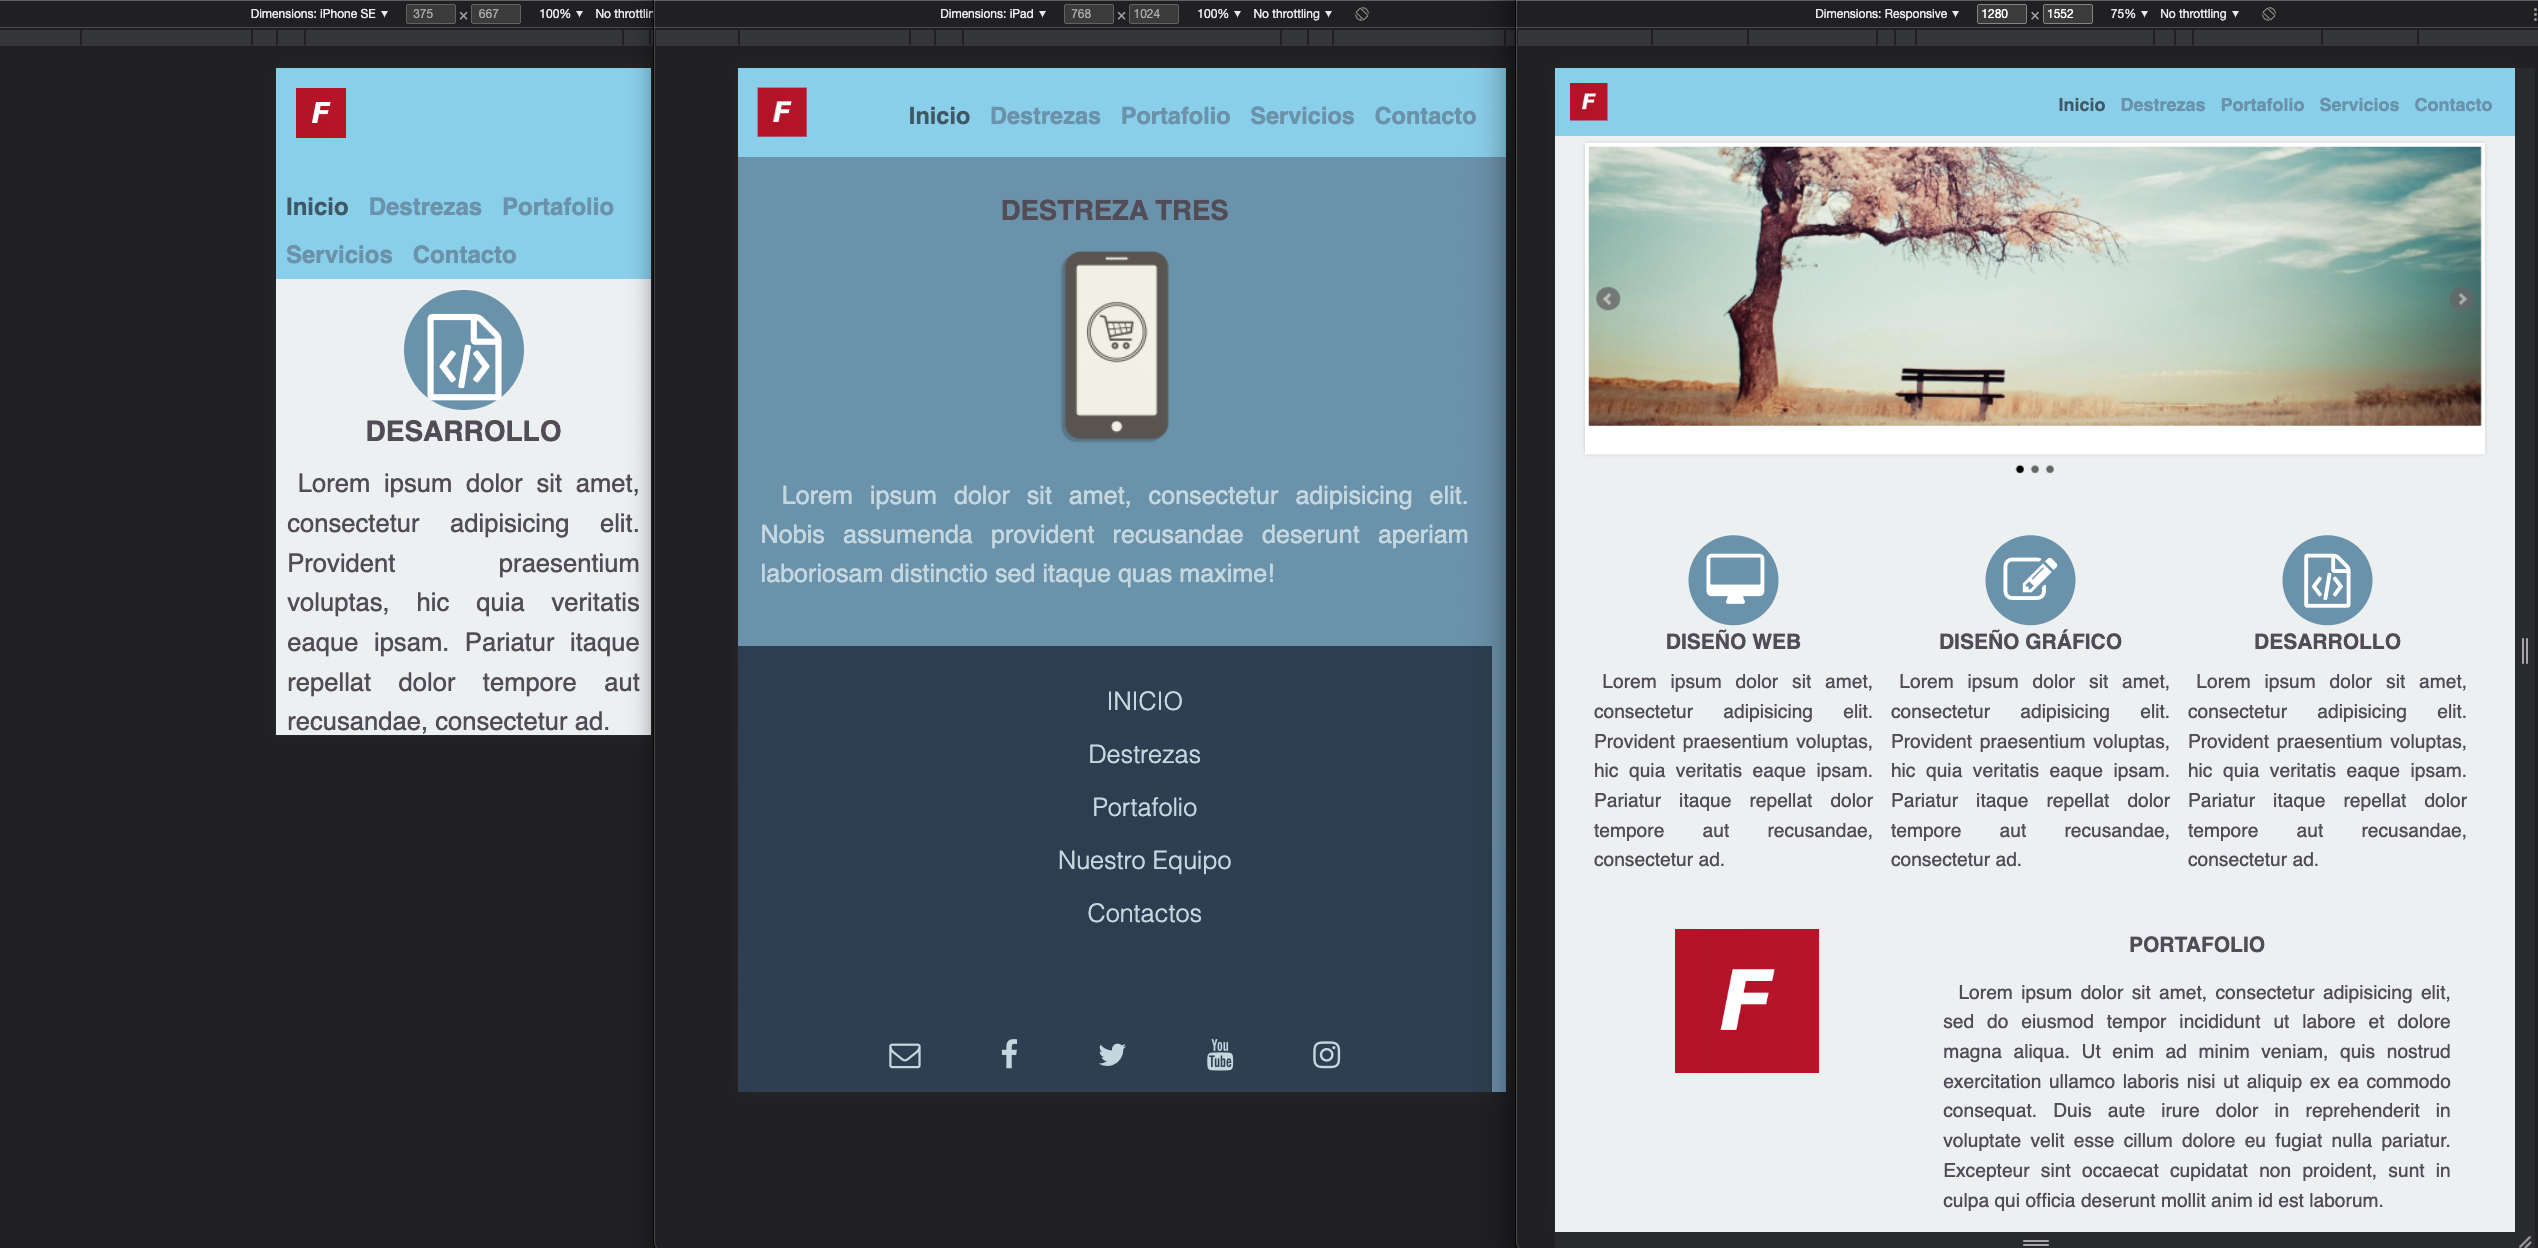 Dimensions: iPhone SE ▼ 375 × 667 100% ▼ No throttlir
F
Inicio Destrezas Portafolio
Servicios Contacto
DESARROLLO
Lorem ipsum dolor sit amet,
consectetur adipisicing elit.
Provident praesentium
voluptas, hic quia veritatis
eaque ipsam. Pariatur itaque
repellat dolor tempore aut
recusandae, consectetur ad.
Dimensions: iPad ▼ 768 × 1024 100% ▼ No throttling ▼
F
Inicio Destrezas Portafolio Servicios Contacto
DESTREZA TRES
Lorem ipsum dolor sit amet, consectetur adipisicing elit.
Nobis assumenda provident recusandae deserunt aperiam
laboriosam distinctio sed itaque quas maxime!
INICIO
Destrezas
Portafolio
Nuestro Equipo
Contactos
You
Tube
Dimensions: Responsive ▼ 1280 × 1552 75% ▼ No throttling ▼
F
Inicio Destrezas Portafolio Servicios Contacto
DISEÑO WEB
Lorem ipsum dolor sit amet,
consectetur adipisicing elit.
Provident praesentium voluptas,
hic quia veritatis eaque ipsam.
Pariatur itaque repellat dolor
tempore aut recusandae,
consectetur ad.
DISEÑO GRÁFICO
Lorem ipsum dolor sit amet,
consectetur adipisicing elit.
Provident praesentium voluptas,
hic quia veritatis eaque ipsam.
Pariatur itaque repellat dolor
tempore aut recusandae,
consectetur ad.
DESARROLLO
Lorem ipsum dolor sit amet,
consectetur adipisicing elit.
Provident praesentium voluptas,
hic quia veritatis eaque ipsam.
Pariatur itaque repellat dolor
tempore aut recusandae,
consectetur ad.
F
PORTAFOLIO
Lorem ipsum dolor sit amet, consectetur adipisicing elit,
sed do eiusmod tempor incididunt ut labore et dolore
magna aliqua. Ut enim ad minim veniam, quis nostrud
exercitation ullamco laboris nisi ut aliquip ex ea commodo
consequat. Duis aute irure dolor in reprehenderit in
voluptate velit esse cillum dolore eu fugiat nulla pariatur.
Excepteur sint occaecat cupidatat non proident, sunt in
culpa qui officia deserunt mollit anim id est laborum.